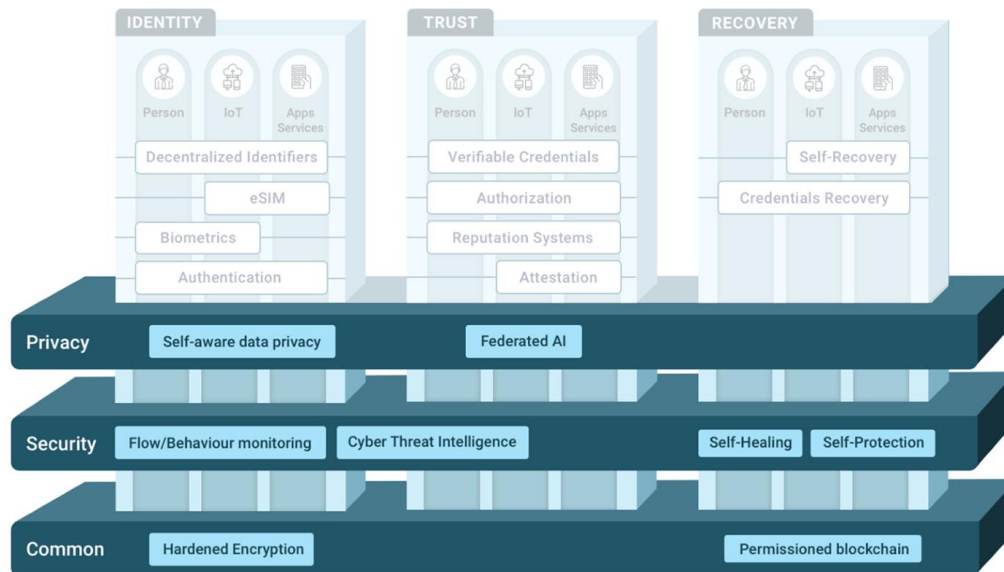 IDENTITY
TRUST
RECOVERY
Person
IoT
Apps
Services
Person
IoT
Apps
Services
Person
IoT
Apps
Services
Decentralized Identifiers
Verifiable Credentials
Self-Recovery
eSIM
Authorization
Credentials Recovery
Biometrics
Reputation Systems
Authentication
Attestation
Privacy
Self-aware data privacy
Federated AI
Security
Flow/Behaviour monitoring
Cyber Threat Intelligence
Self-Healing
Self-Protection
Common
Hardened Encryption
Permissioned blockchain